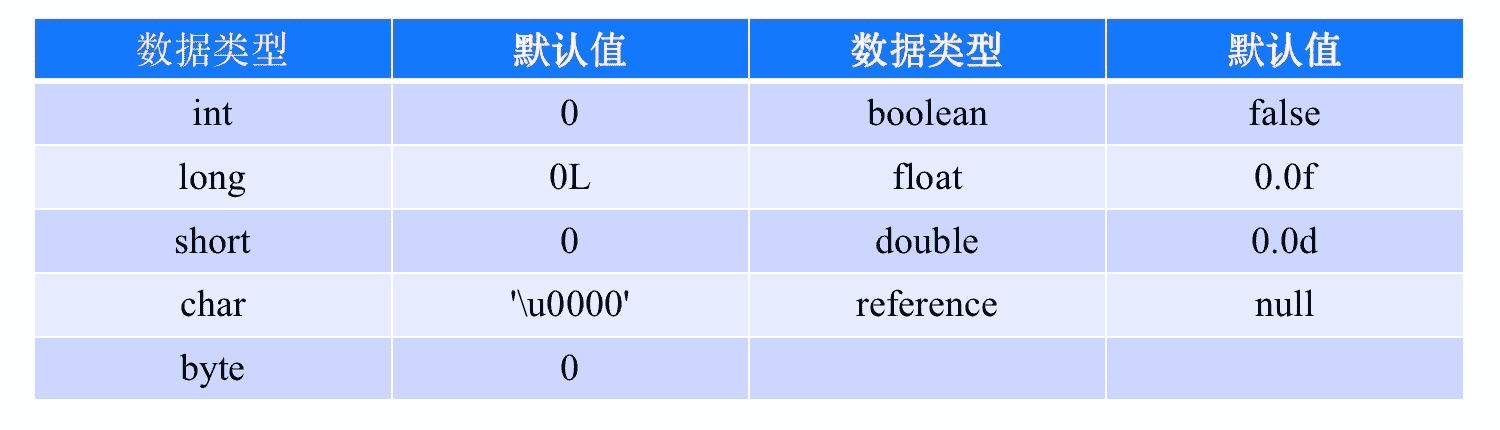 数据类型 默认值 数据类型 默认值
int 0 boolean false
long 0L float 0.0f
short 0 double 0.0d
char '\u0000' reference null
byte 0